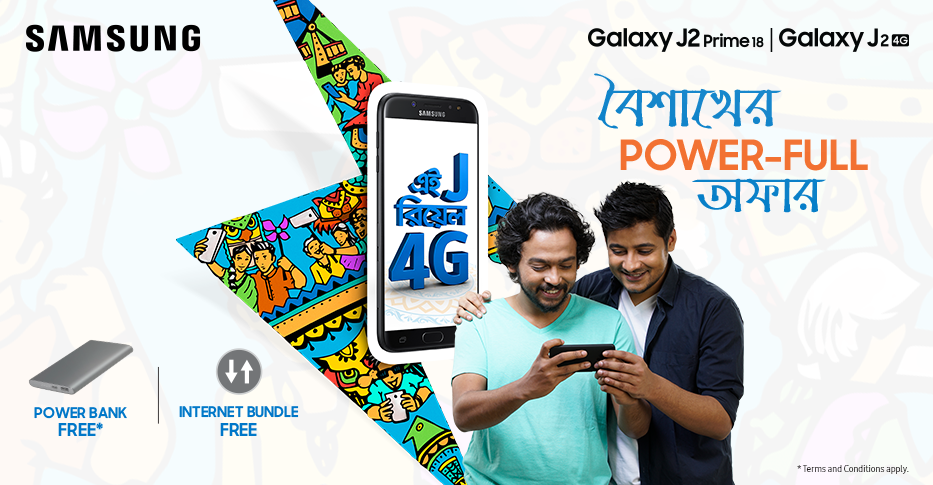 SAMSUNG
Galaxy J2 Prime 18 | Galaxy J2 4G
বৈশাখের
POWER-FULL
অফার
SAMSUNG
এই J
রিয়েল
4G
POWER BANK
FREE*
INTERNET BUNDLE
FREE
* Terms and Conditions apply.